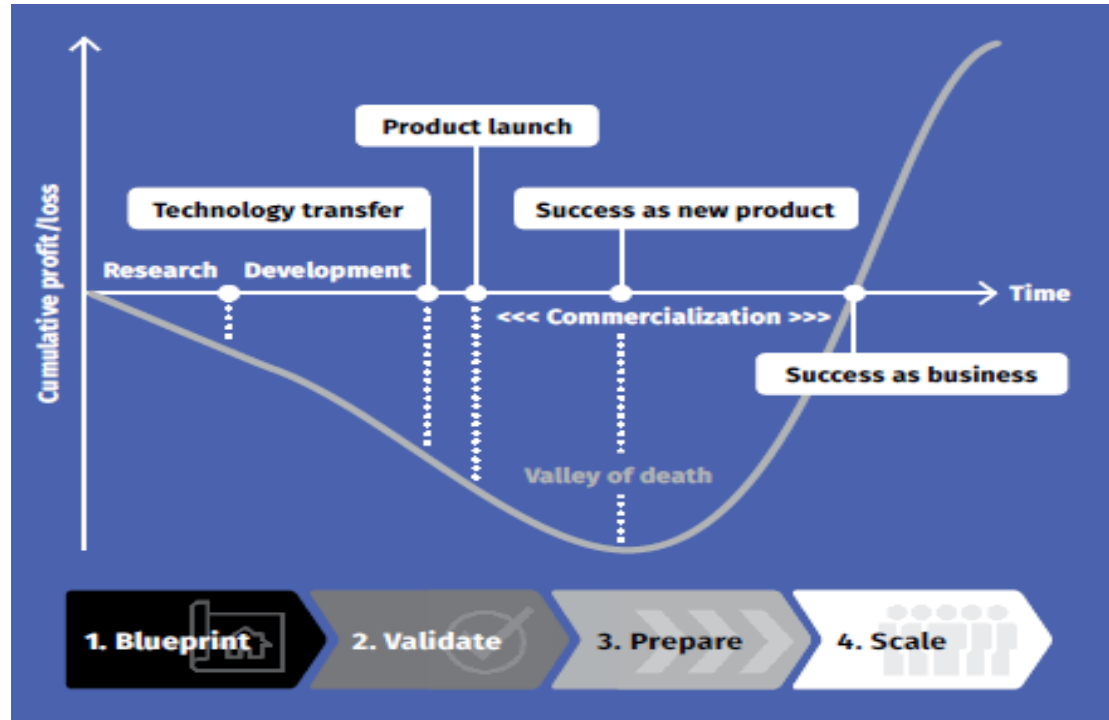 Product launch
Technology transfer
Success as new product
Research
Development
Time
<<< Commercialization >>>
Success as business
Cumulative profit/loss
Valley of death
1. Blueprint
2. Validate
3. Prepare
4. Scale